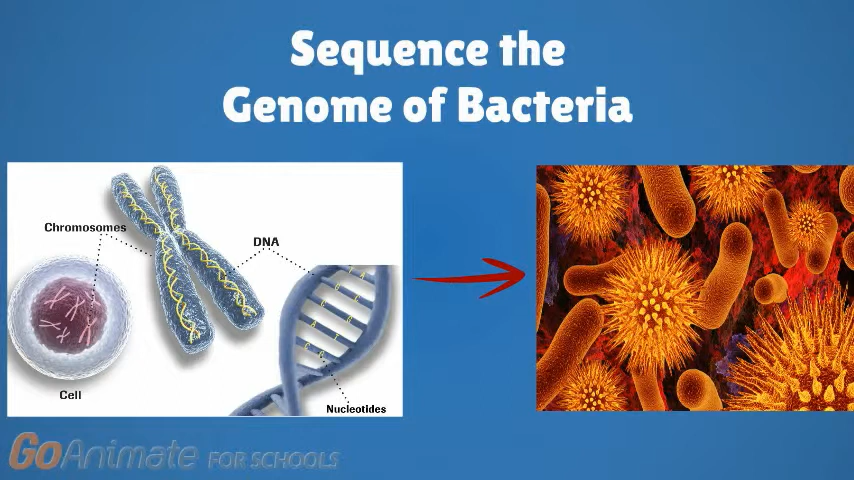 Sequence the
Genome of Bacteria
Chromosomes
DNA
Cell
Nucleotides
GoAnimate FOR SCHOOLS